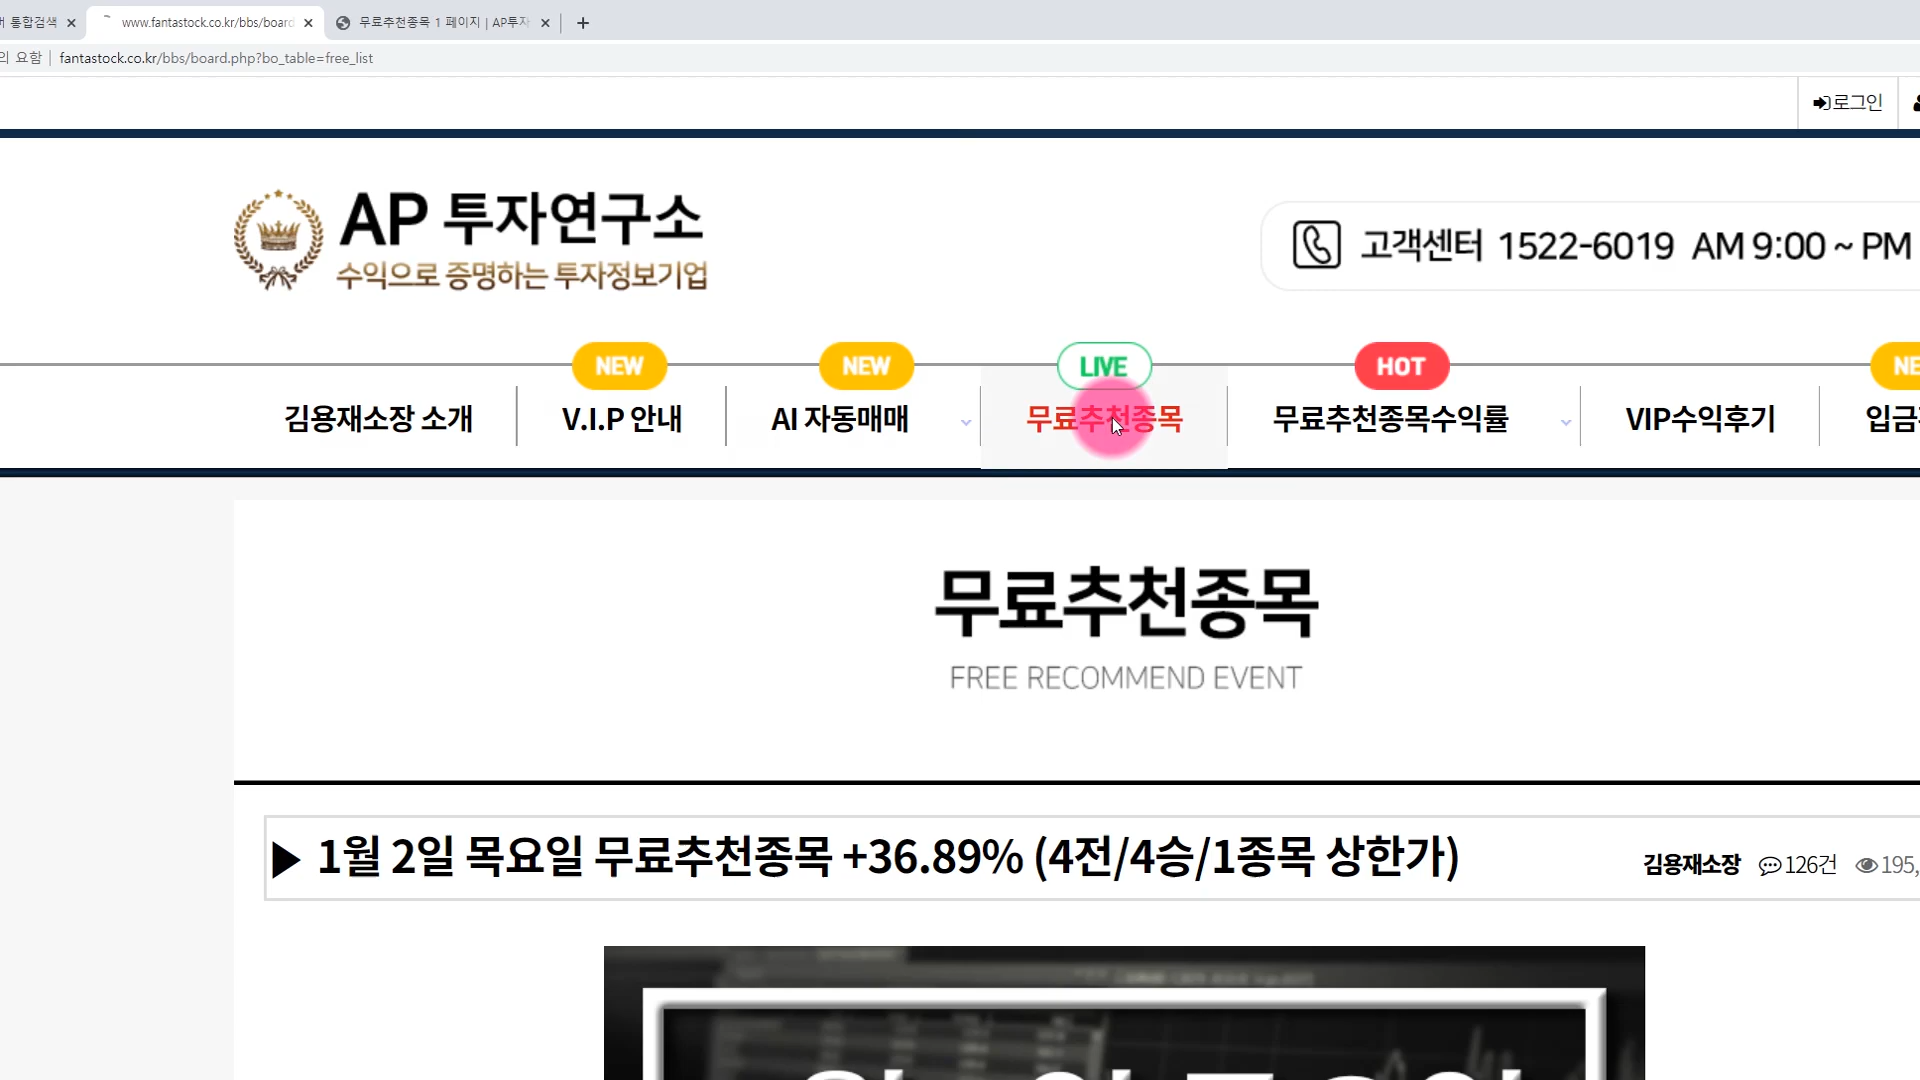 통합검색
www.fantastock.co.kr/bbs/board
무료추천종목 1 페이지 | AP투자
요함 | fantastock.co.kr/bbs/board.php?bo_table=free_list
로그인
AP 투자연구소
수익으로 증명하는 투자정보기업
고객센터 1522-6019 AM 9:00 ~ PM
NEW
NEW
LIVE
HOT
NE
김용재소장 소개
V.I.P 안내
AI 자동매매
무료추천종목
무료추천종목수익률
VIP수익후기
입금
무료추천종목
FREE RECOMMEND EVENT
▶ 1월 2일 목요일 무료추천종목 +36.89% (4전/4승/1종목 상한가)
김용재소장 126건 195,